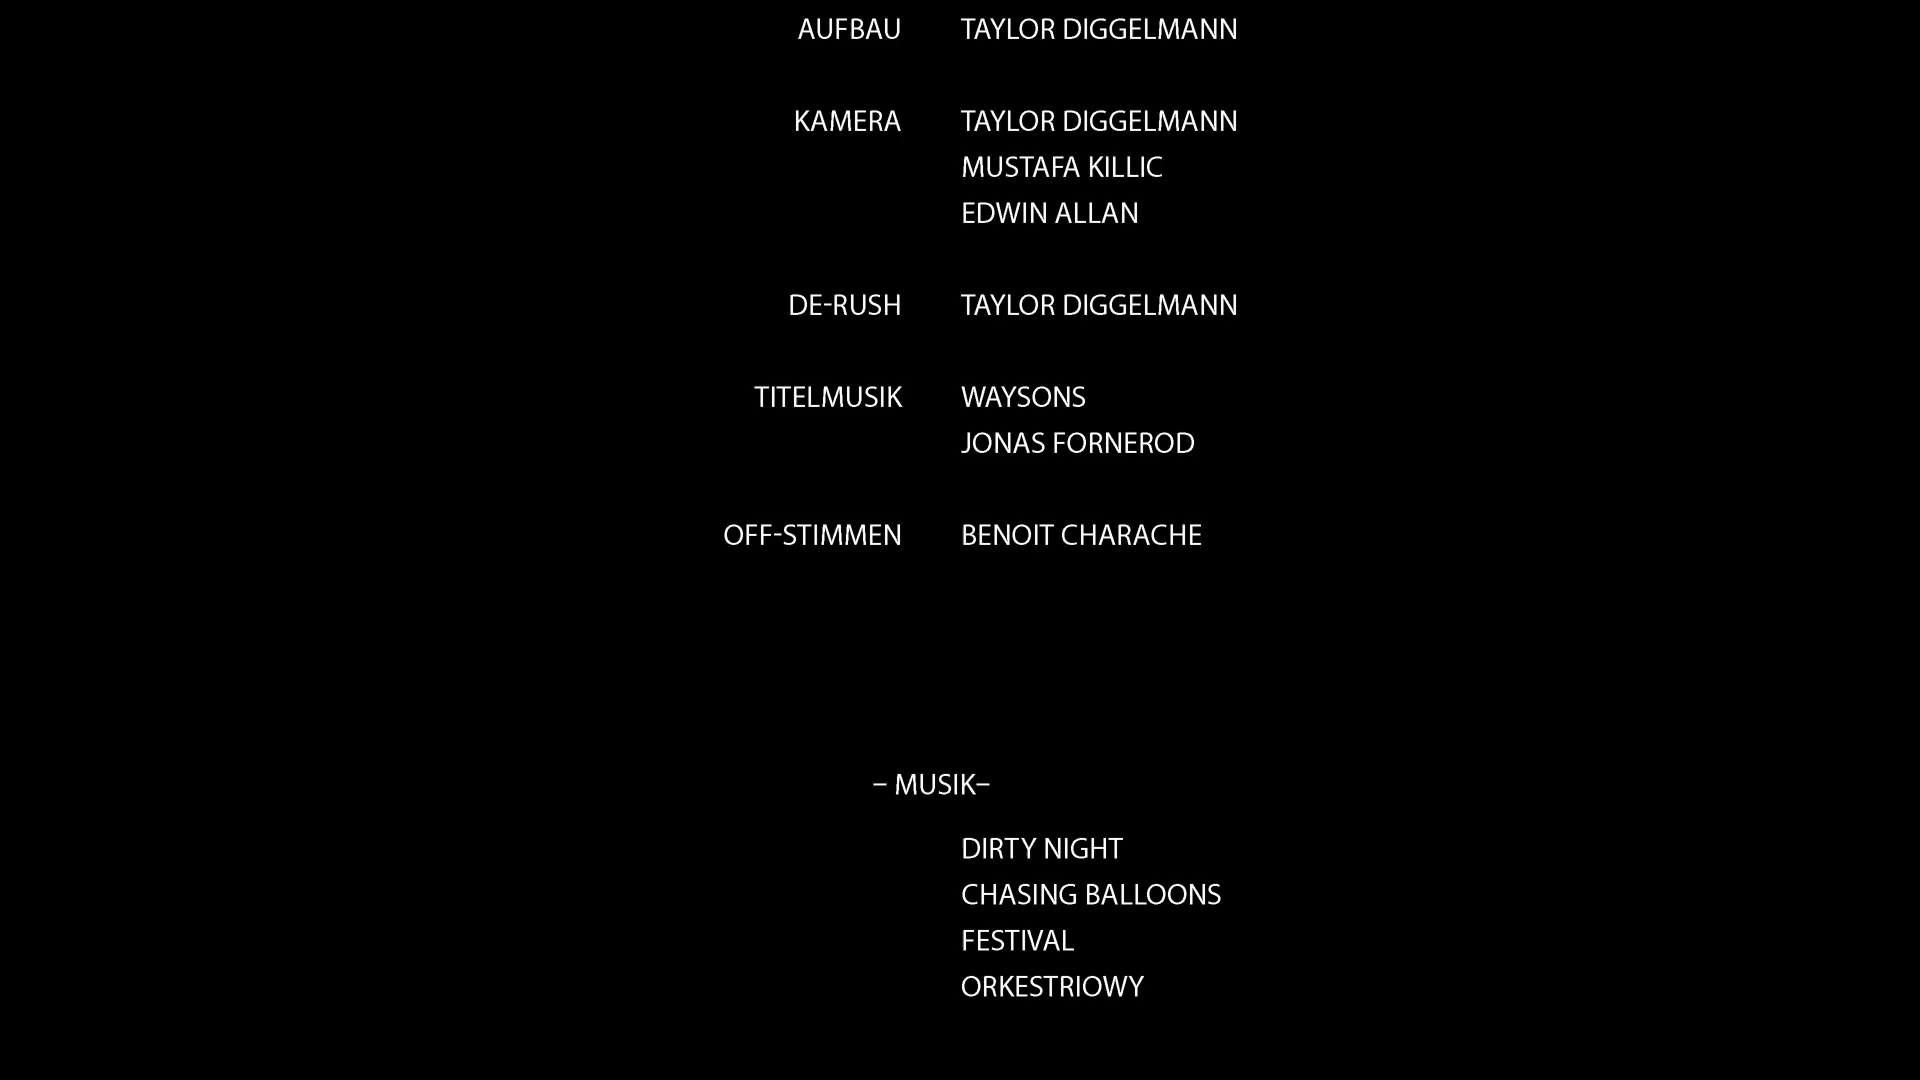 AUFBAU TAYLOR DIGGELMANN
KAMERA TAYLOR DIGGELMANN
MUSTAFA KILLIC
EDWIN ALLAN
DE-RUSH TAYLOR DIGGELMANN
TITELMUSIK WAYSONS
JONAS FORNEROD
OFF-STIMMEN BENOIT CHARACHE
– MUSIK–
DIRTY NIGHT
CHASING BALLOONS
FESTIVAL
ORKESTRIOWY